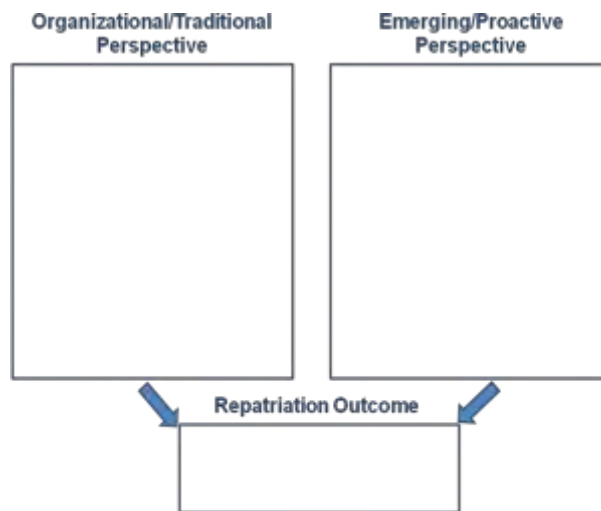 Organizational/Traditional
Perspective
Emerging/Proactive
Perspective
Repatriation Outcome